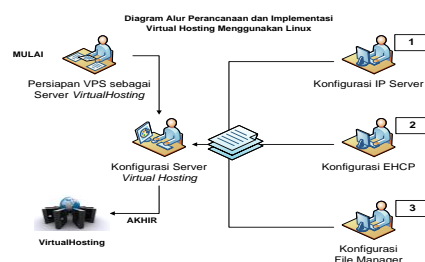 Diagram Alur Perancanaan dan Implementasi
Virtual Hosting Menggunakan Linux
MULAI
Persiapan VPS sebagai
Server VirtualHosting
1
Konfigurasi IP Server
2
Konfigurasi EHCP
Konfigurasi Server
Virtual Hosting
AKHIR
VirtualHosting
3
Konfigurasi
File Manager